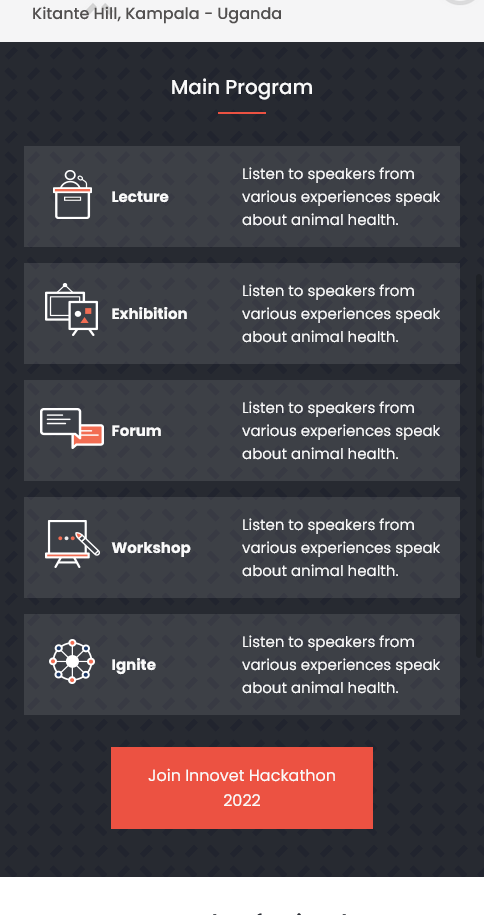 Kitante Hill, Kampala - Uganda
Main Program
Lecture
Listen to speakers from
various experiences speak
about animal health.
Exhibition
Listen to speakers from
various experiences speak
about animal health.
Forum
Listen to speakers from
various experiences speak
about animal health.
Workshop
Listen to speakers from
various experiences speak
about animal health.
Ignite
Listen to speakers from
various experiences speak
about animal health.
Join Innovet Hackathon
2022